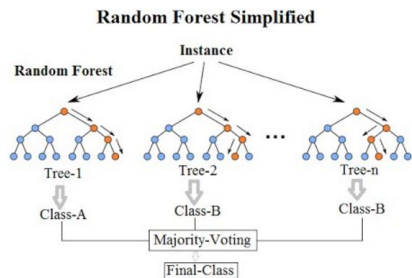 Random Forest Simplified
Instance
Random Forest
...
Tree-1 Tree-2 Tree-n
Class-A Class-B Class-B
Majority-Voting
Final-Class